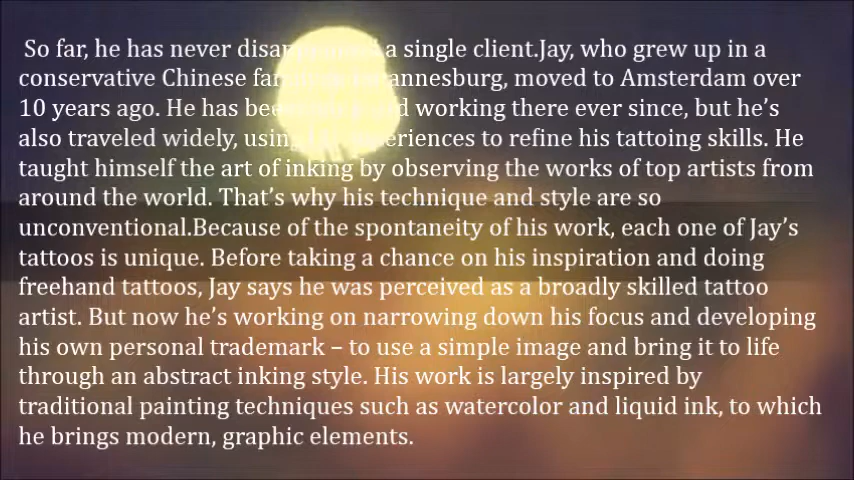 So far, he has never disappointed a single client.Jay, who grew up in a
conservative Chinese family Johannesburg, moved to Amsterdam over
10 years ago. He has been and working there ever since, but he's
also traveled widely, using experiences to refine his tattoing skills. He
taught himself the art of inking by observing the works of top artists from
around the world. That's why his technique and style are so
unconventional.Because of the spontaneity of his work, each one of Jay's
tattoos is unique. Before taking a chance on his inspiration and doing
freehand tattoos, Jay says he was perceived as a broadly skilled tattoo
artist. But now he's working on narrowing down his focus and developing
his own personal trademark – to use a simple image and bring it to life
through an abstract inking style. His work is largely inspired by
traditional painting techniques such as watercolor and liquid ink, to which
he brings modern, graphic elements.